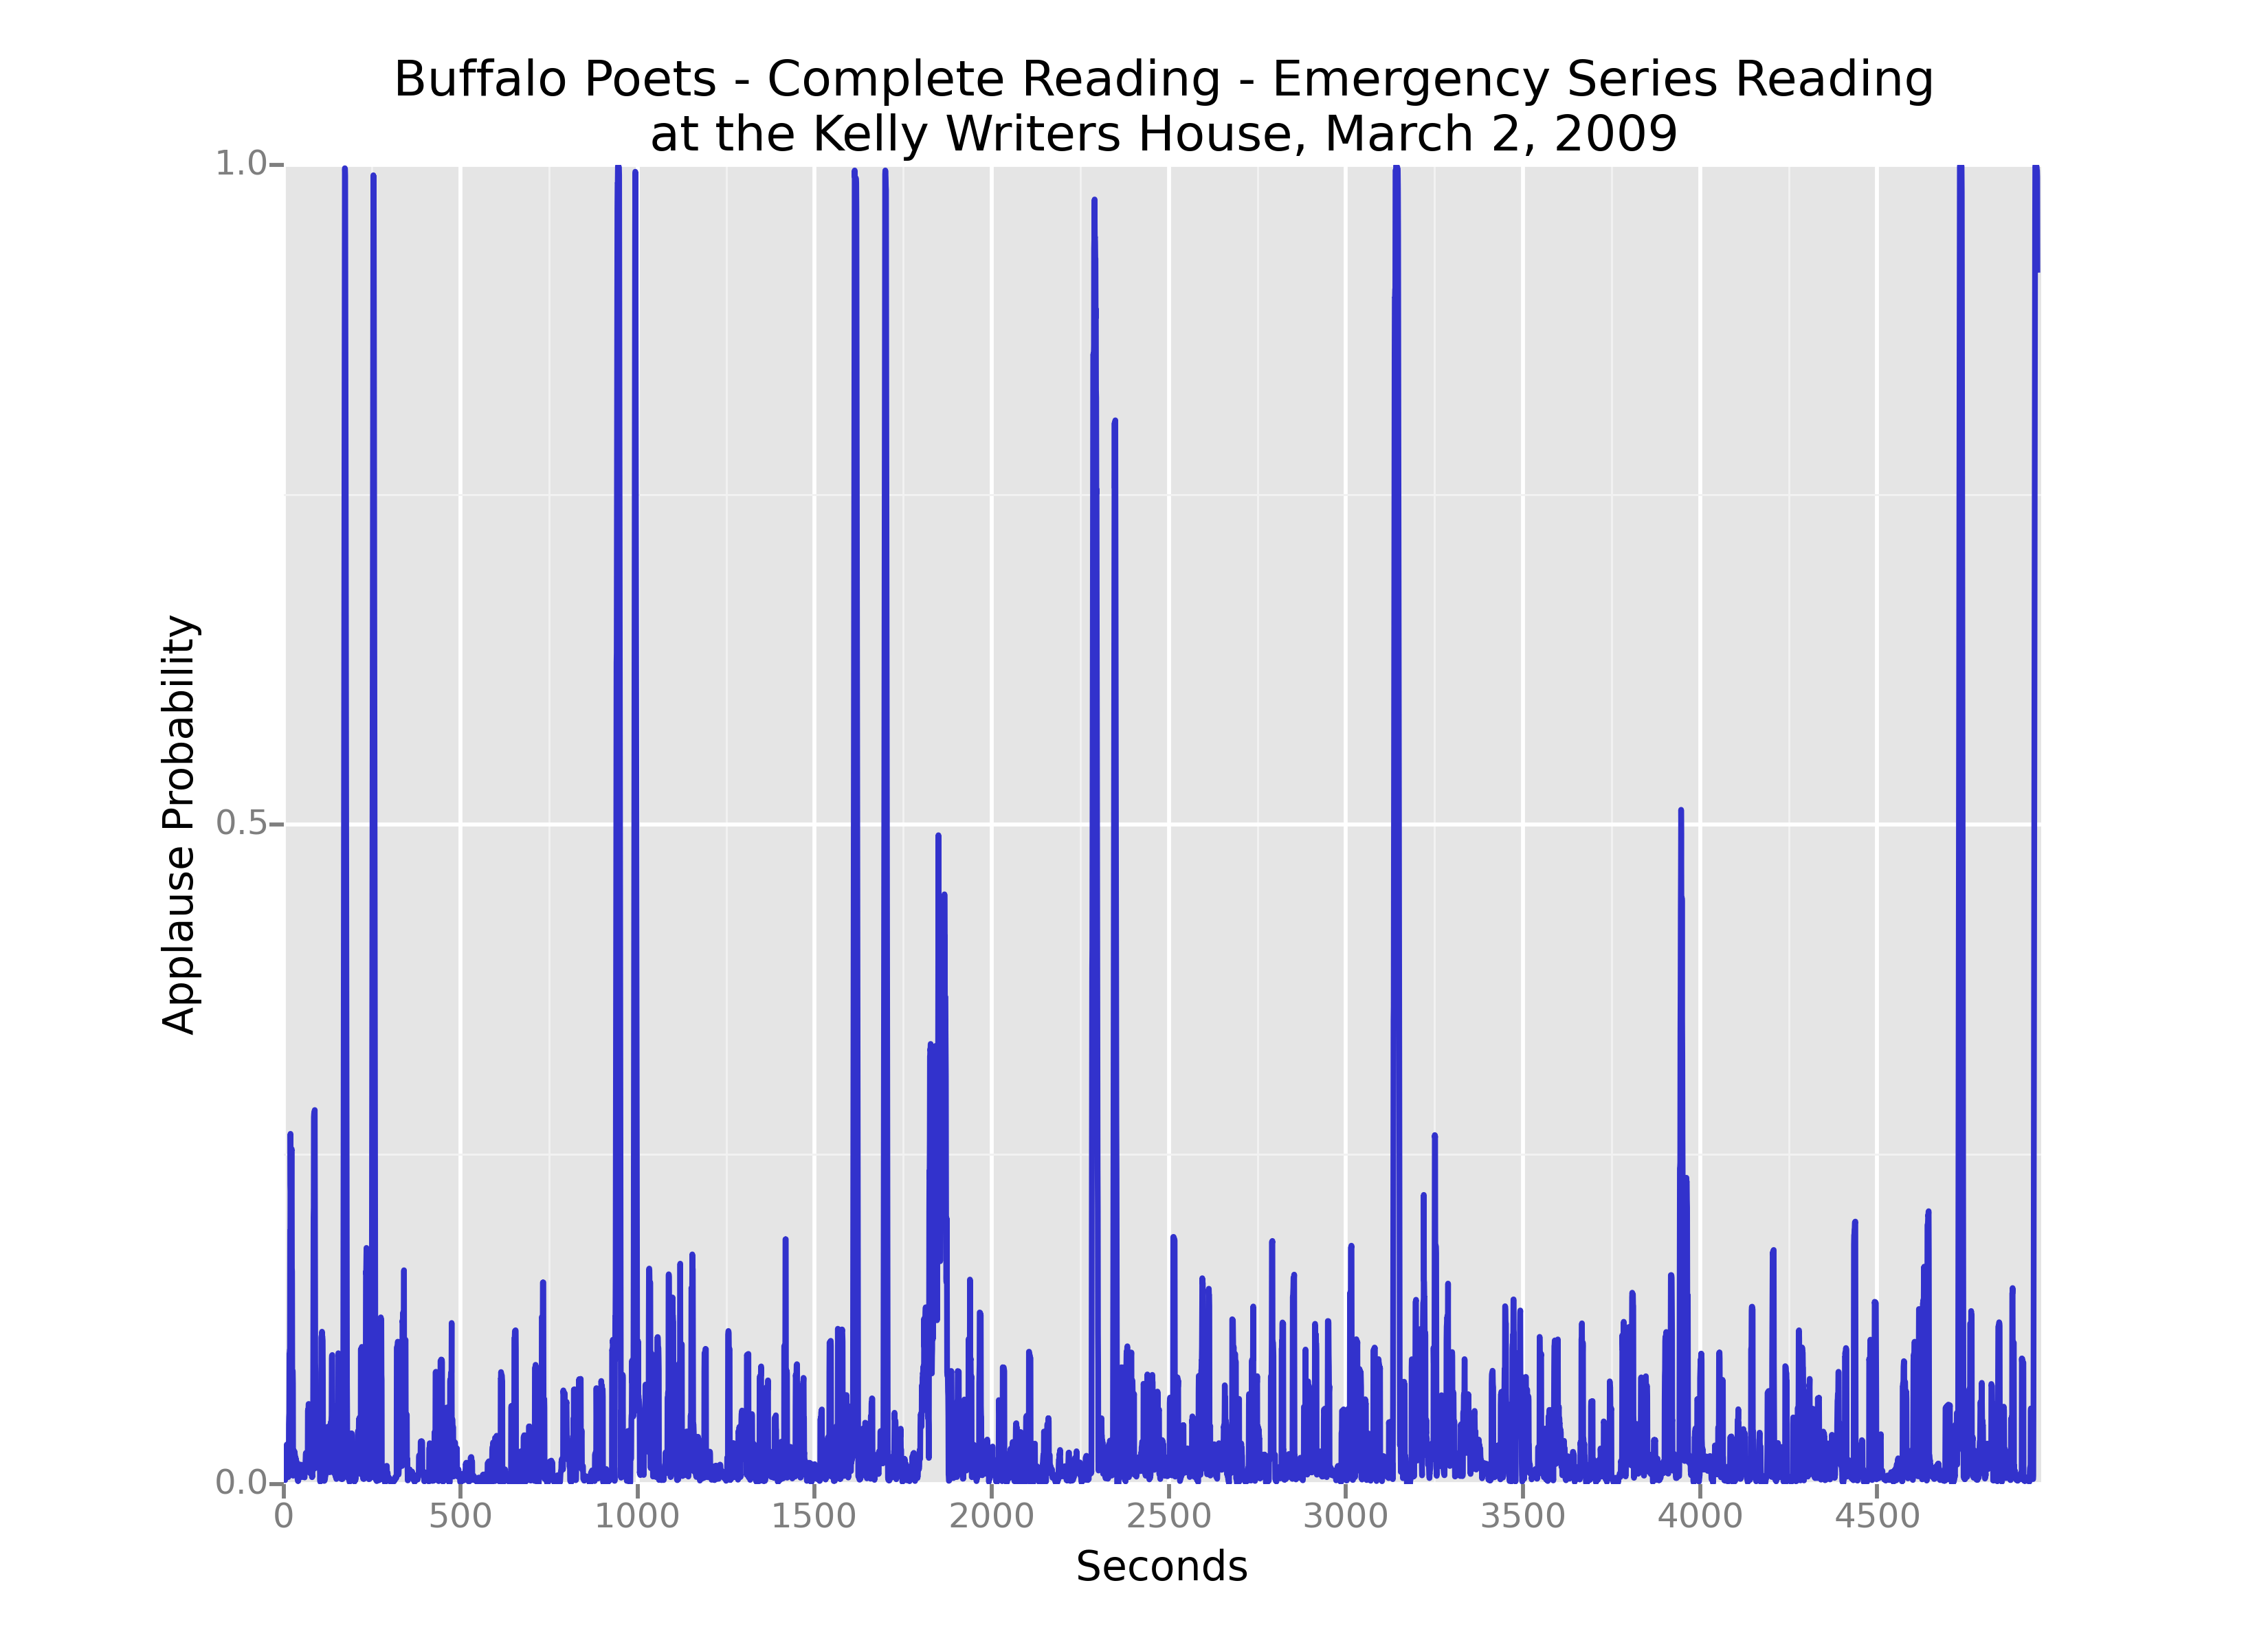 Buffalo Poets - Complete Reading - Emergency Series Reading
at the Kelly Writers House, March 2, 2009
1.0
0.5
0.0
Applause Probability
0 500 1000 1500 2000 2500 3000 3500 4000 4500
Seconds